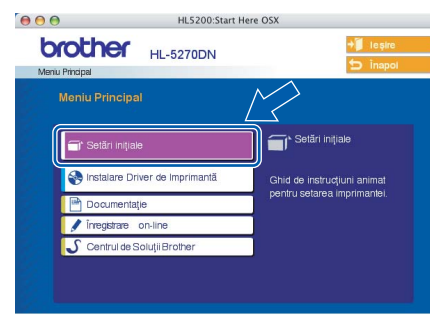 HL5200:Start Here OSX
brother HL-5270DN
Ieşire
Înapoi
Meniu Principal
Meniu Principal
Setări iniţiale
Instalare Driver de Imprimantă
Documentaţie
Înregistrare on-line
Centrul de Soluţii Brother
Setări iniţiale
Ghid de instrucţiuni animat
pentru setarea imprimantei.